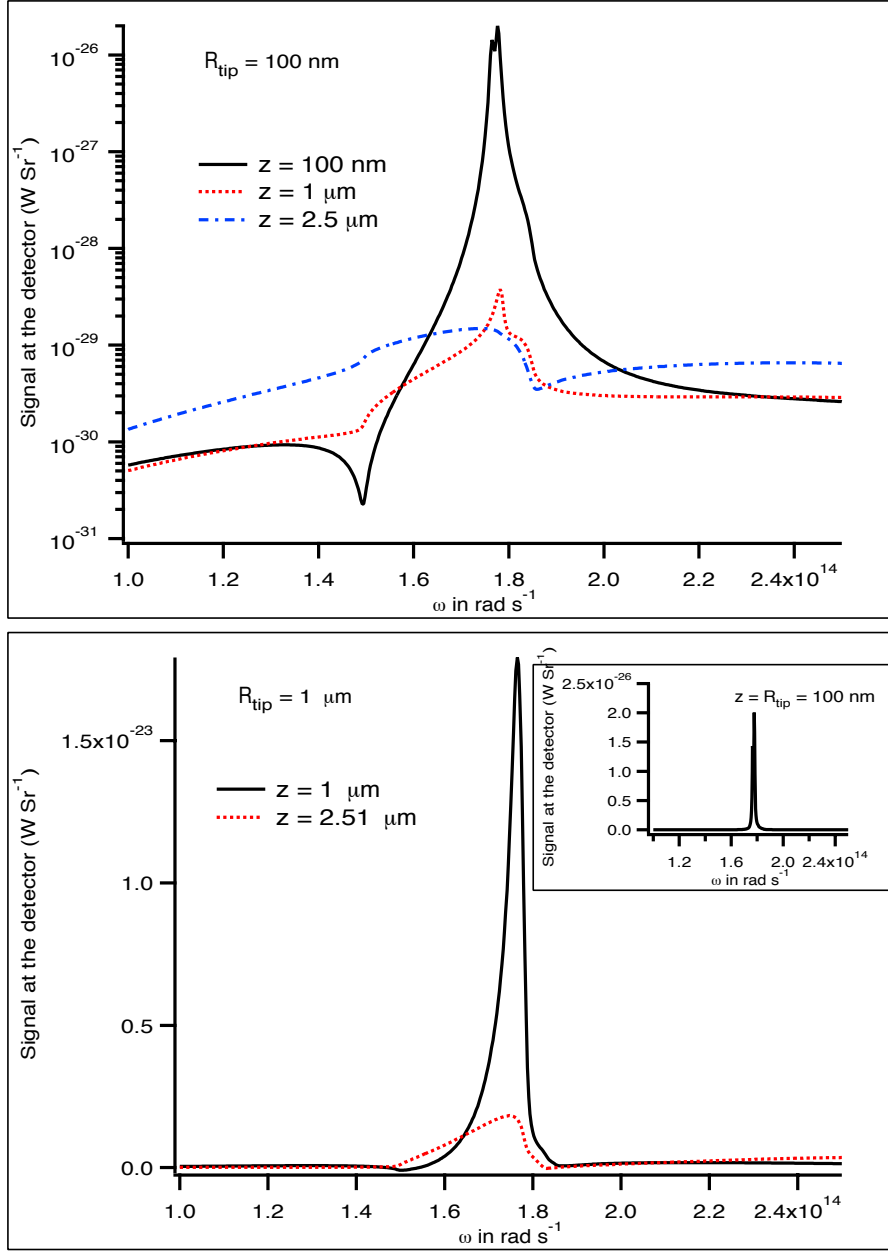 Signal at the detector (W Sr⁻¹)
R_tip = 100 nm
z = 100 nm
z = 1 μm
z = 2.5 μm
10⁻²⁶
10⁻²⁷
10⁻²⁸
10⁻²⁹
10⁻³⁰
10⁻³¹
1.0 1.2 1.4 1.6 1.8 2.0 2.2 2.4x10¹⁴
ω in rad s⁻¹
Signal at the detector (W Sr⁻¹)
R_tip = 1 μm
z = 1 μm
z = 2.51 μm
1.5x10⁻²³
1.0
0.5
0.0
1.0 1.2 1.4 1.6 1.8 2.0 2.2 2.4x10¹⁴
ω in rad s⁻¹
Signal at the detector (W Sr⁻¹)
2.5x10⁻²⁶
z = R_tip = 100 nm
2.0
1.5
1.0
0.5
0.0
1.2 1.6 2.0 2.4x10¹⁴
ω in rad s⁻¹